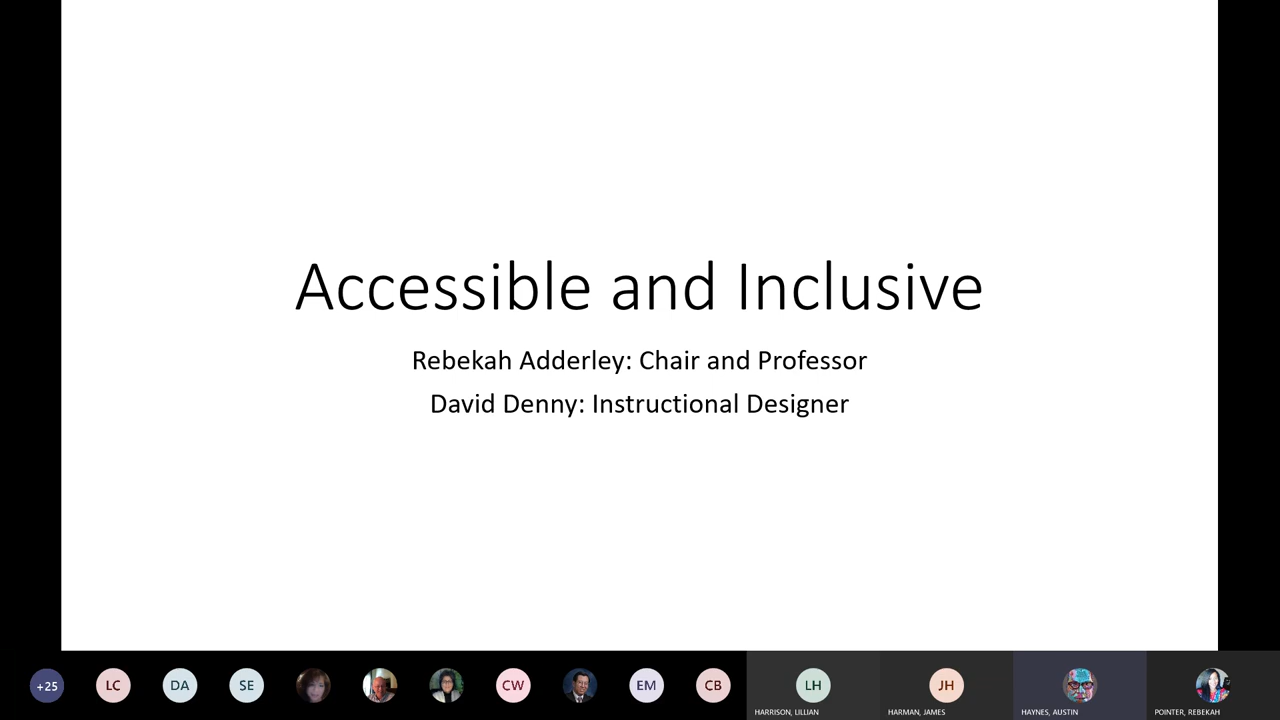 Accessible and Inclusive
Rebekah Adderley: Chair and Professor
David Denny: Instructional Designer
+25
LC
DA
SE
CW
EM
CB
LH
JH
HARRISON, LILLIAN
HARMAN, JAMES
HAYNES, AUSTIN
POINTER, REBEKAH